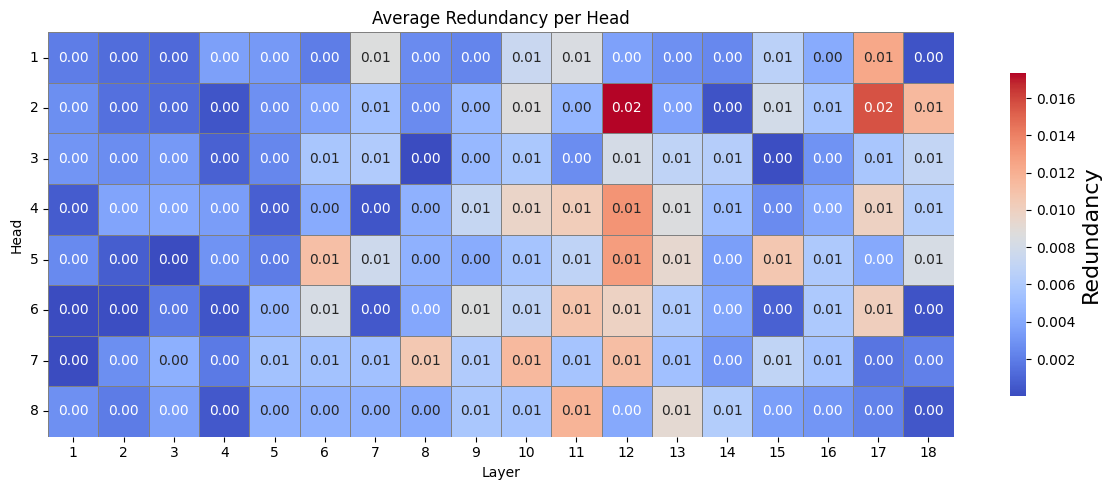 Average Redundancy per Head
1 0.00 0.00 0.00 0.00 0.00 0.00 0.01 0.00 0.00 0.01 0.01 0.00 0.00 0.00 0.01 0.00 0.01 0.00
2 0.00 0.00 0.00 0.00 0.00 0.00 0.01 0.00 0.00 0.01 0.00 0.02 0.00 0.00 0.01 0.01 0.02 0.01
3 0.00 0.00 0.00 0.00 0.00 0.01 0.01 0.00 0.00 0.01 0.00 0.01 0.01 0.01 0.00 0.00 0.01 0.01
4 0.00 0.00 0.00 0.00 0.00 0.00 0.00 0.00 0.01 0.01 0.01 0.01 0.01 0.01 0.00 0.00 0.01 0.01
5 0.00 0.00 0.00 0.00 0.00 0.01 0.01 0.00 0.00 0.01 0.01 0.01 0.01 0.00 0.01 0.01 0.00 0.01
6 0.00 0.00 0.00 0.00 0.00 0.01 0.00 0.00 0.01 0.01 0.01 0.01 0.01 0.00 0.00 0.01 0.01 0.00
7 0.00 0.00 0.00 0.00 0.01 0.01 0.01 0.01 0.01 0.01 0.01 0.01 0.01 0.00 0.01 0.01 0.00 0.00
8 0.00 0.00 0.00 0.00 0.00 0.00 0.00 0.00 0.01 0.01 0.01 0.00 0.01 0.01 0.00 0.00 0.00 0.00
1 2 3 4 5 6 7 8 9 10 11 12 13 14 15 16 17 18
Layer
Head
0.016
0.014
0.012
0.010
0.008
0.006
0.004
0.002
Redundancy